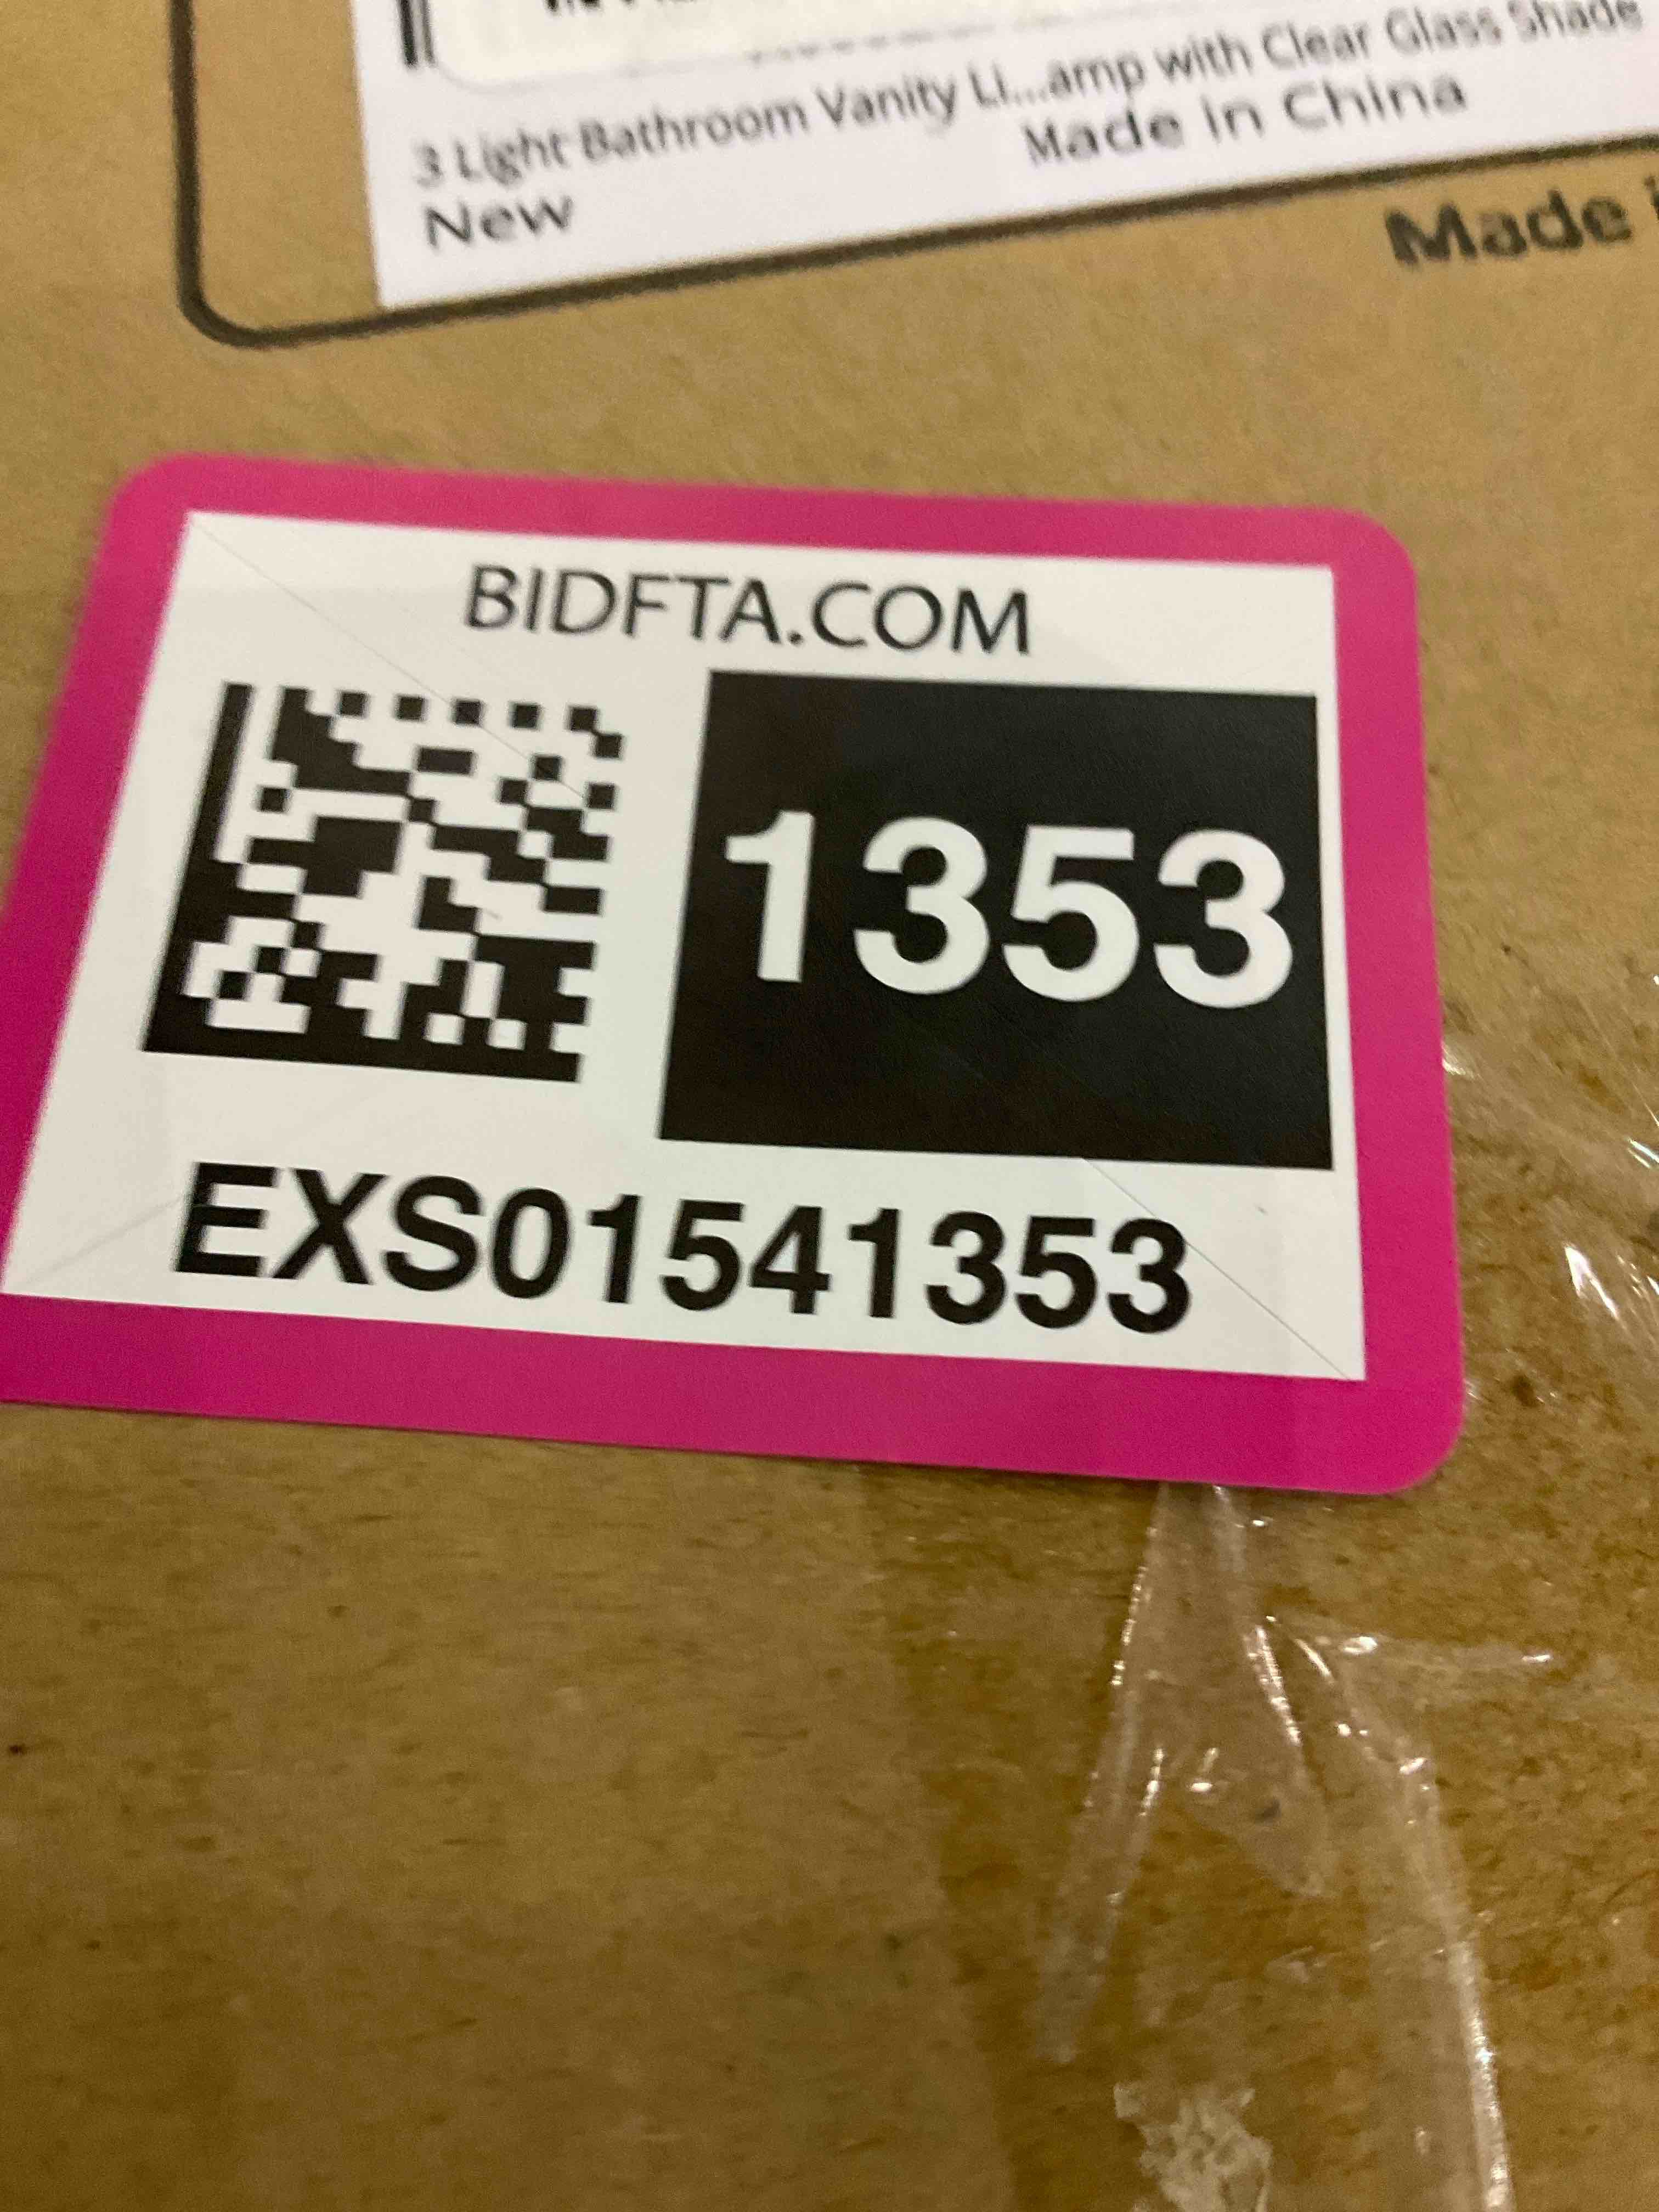 3 Light Bathroom Vanity Li...amp with Clear Glass Shade
Made in China
New
Made
BIDFTA.COM
1353
EXS01541353